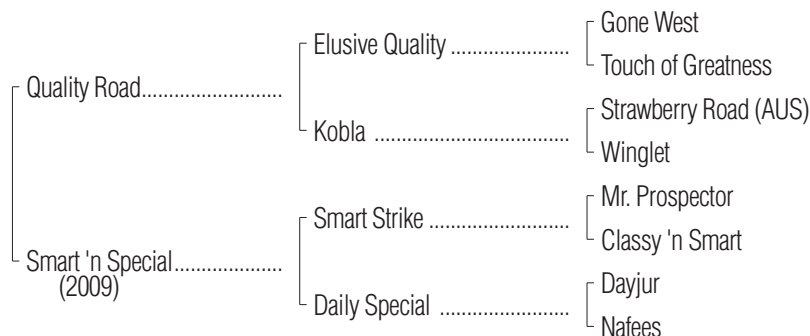 Gone West
Elusive Quality ......................
Touch of Greatness
Quality Road..........................
Strawberry Road (AUS)
Kobla ....................................
Winglet
Mr. Prospector
Smart Strike ..........................
Classy 'n Smart
Smart 'n Special....................
(2009)
Dayjur
Daily Special ........................
Nafees